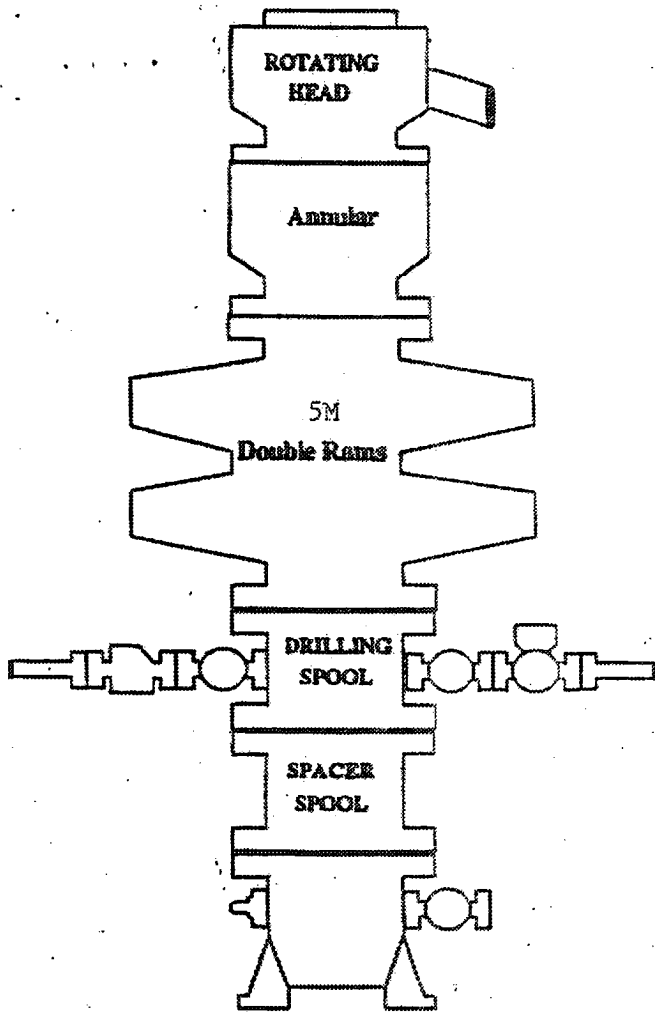 ROTATING
HEAD
Annular
5M
Double Rams
DRILLING
SPOOL
SPACER
SPOOL